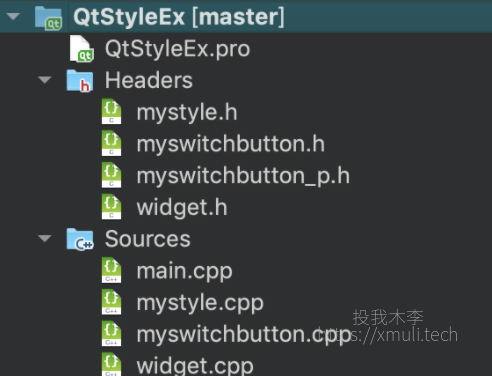 QtStyleEx [master]
QtStyleEx.pro
Headers
mystyle.h
myswitchbutton.h
myswitchbutton_p.h
widget.h
Sources
main.cpp
mystyle.cpp
投我木李
myswitchbutton.cpp
https://xmuli.tech
widget.cpp